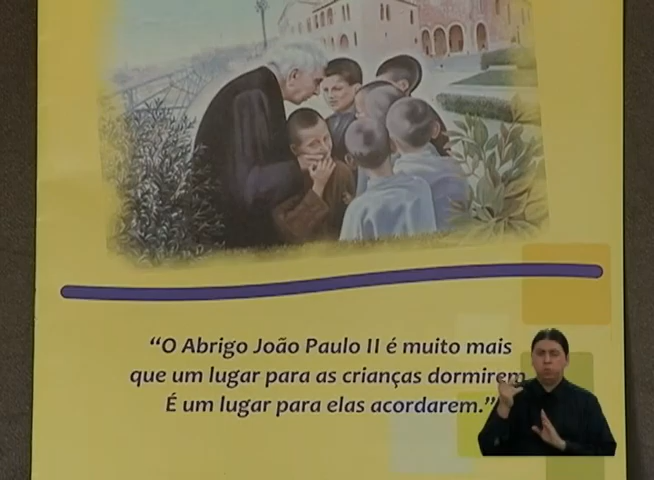 “O Abrigo João Paulo II é muito mais
que um lugar para as crianças dormirem
É um lugar para elas acordarem.”